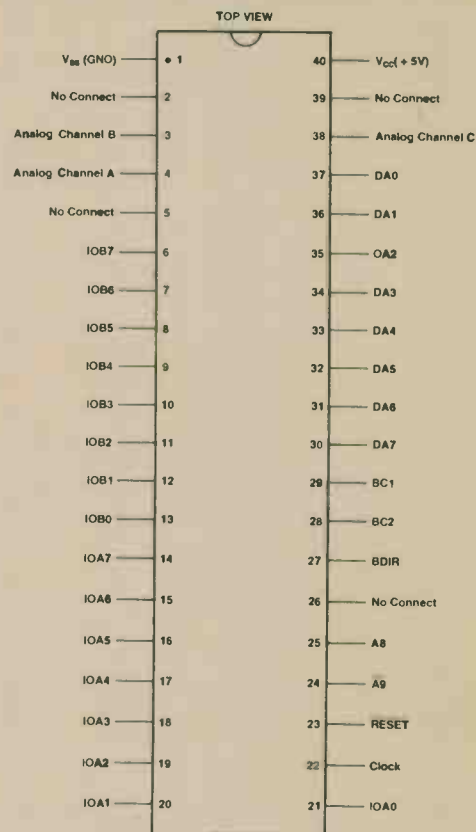 TOP VIEW
Vss (GNO) • 1 40 Vcc( + 5V)
No Connect 2 39 No Connect
Analog Channel B 3 38 Analog Channel C
Analog Channel A 4 37 DA0
No Connect 5 36 DA1
IOB7 6 35 OA2
IOB6 7 34 DA3
IOB5 8 33 DA4
IOB4 9 32 DA5
IOB3 10 31 DA6
IOB2 11 30 DA7
IOB1 12 29 BC1
IOB0 13 28 BC2
IOA7 14 27 BDIR
IOA6 15 26 No Connect
IOA5 16 25 A8
IOA4 17 24 A9
IOA3 18 23 RESET
IOA2 19 22 Clock
IOA1 20 21 IOA0